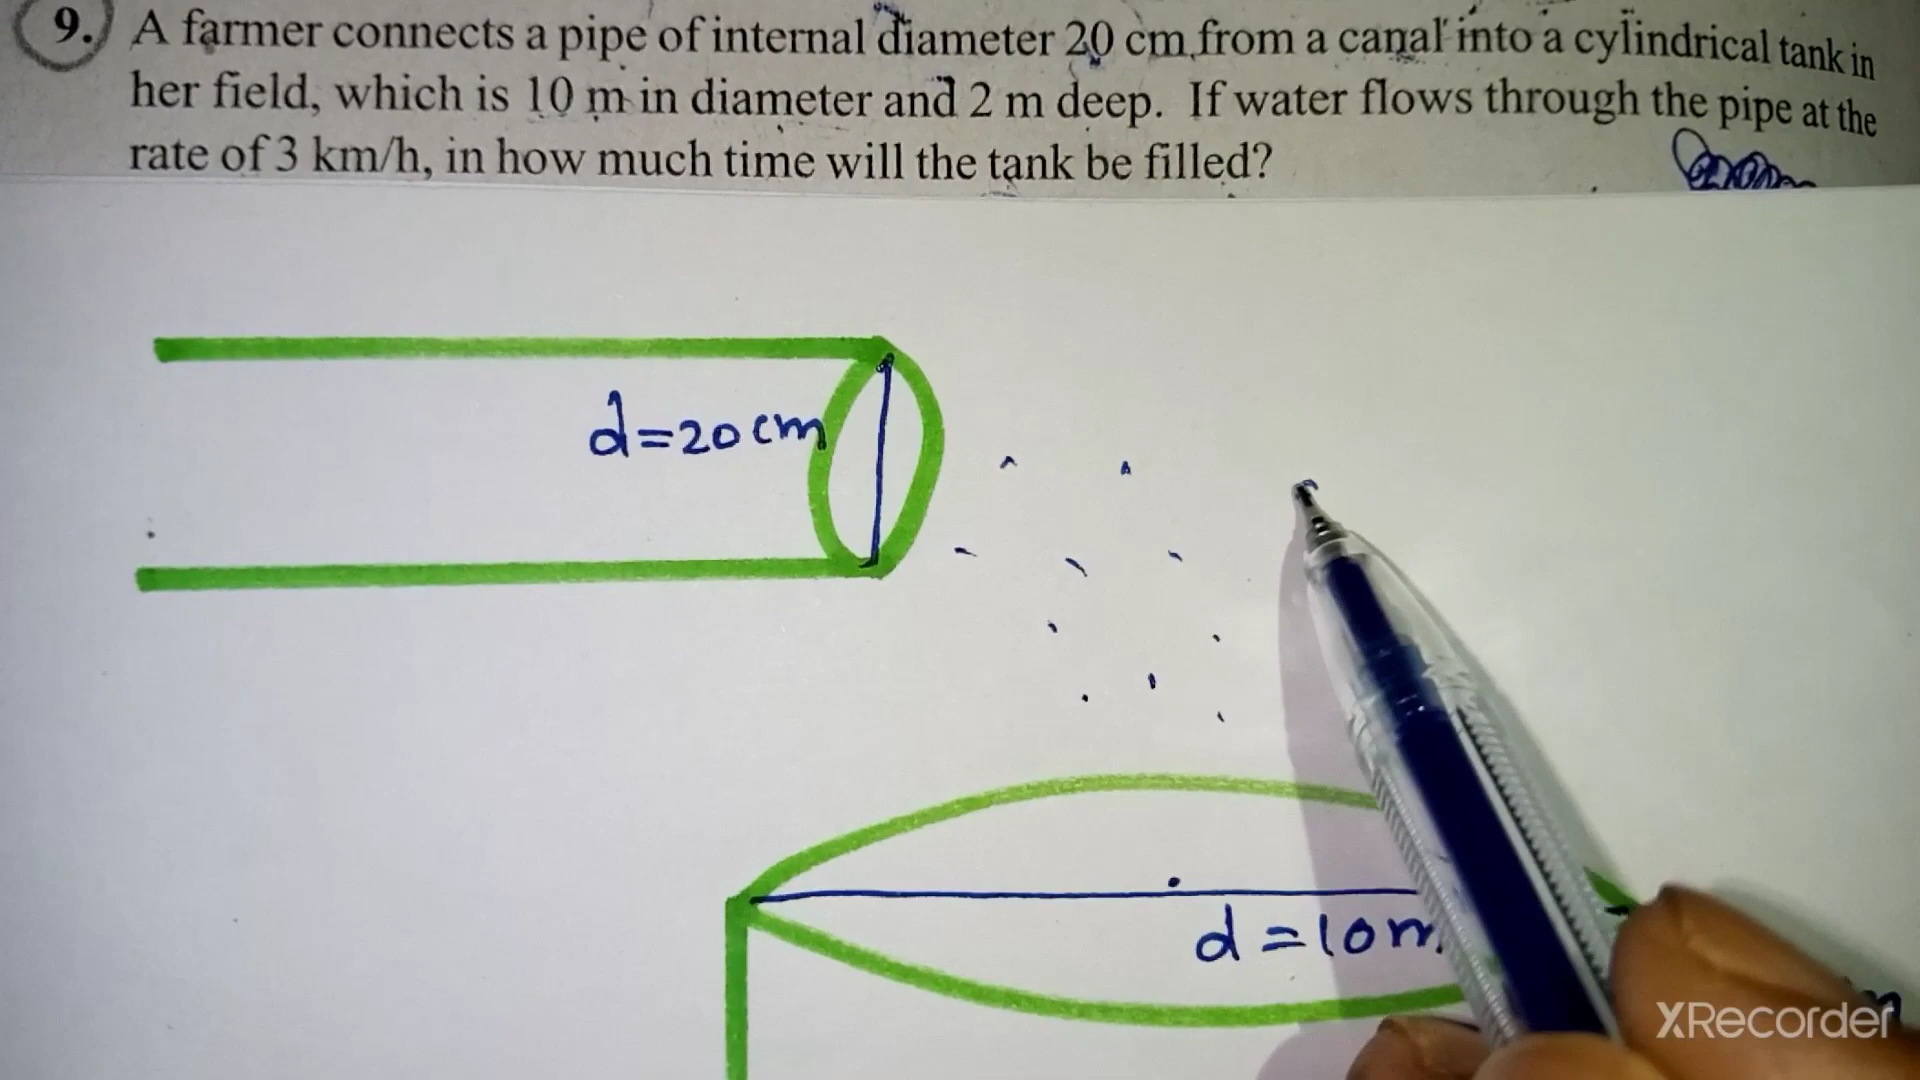 9. A farmer connects a pipe of internal diameter 20 cm from a canal into a cylindrical tank in
her field, which is 10 m in diameter and 2 m deep. If water flows through the pipe at the
rate of 3 km/h, in how much time will the tank be filled?
d=20cm
d=10m
XRecorder